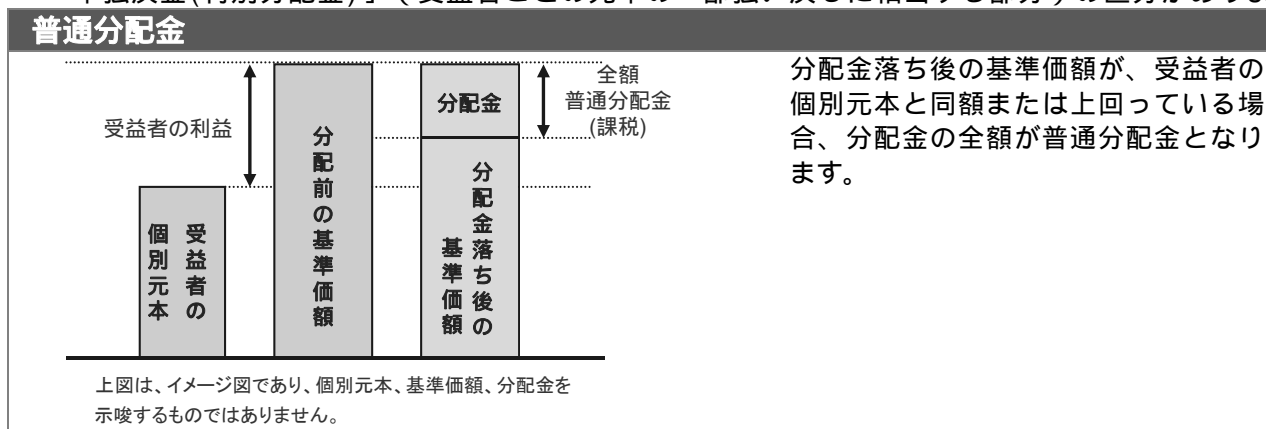 普通分配金
受益者の利益
受益者の
個別元本
分配前の基準価額
分配金
分配金落ち後の
基準価額
全額
普通分配金
(課税)
分配金落ち後の基準価額が、受益者の
個別元本と同額または上回っている場
合、分配金の全額が普通分配金となり
ます。
上図は、イメージ図であり、個別元本、基準価額、分配金を
示唆するものではありません。